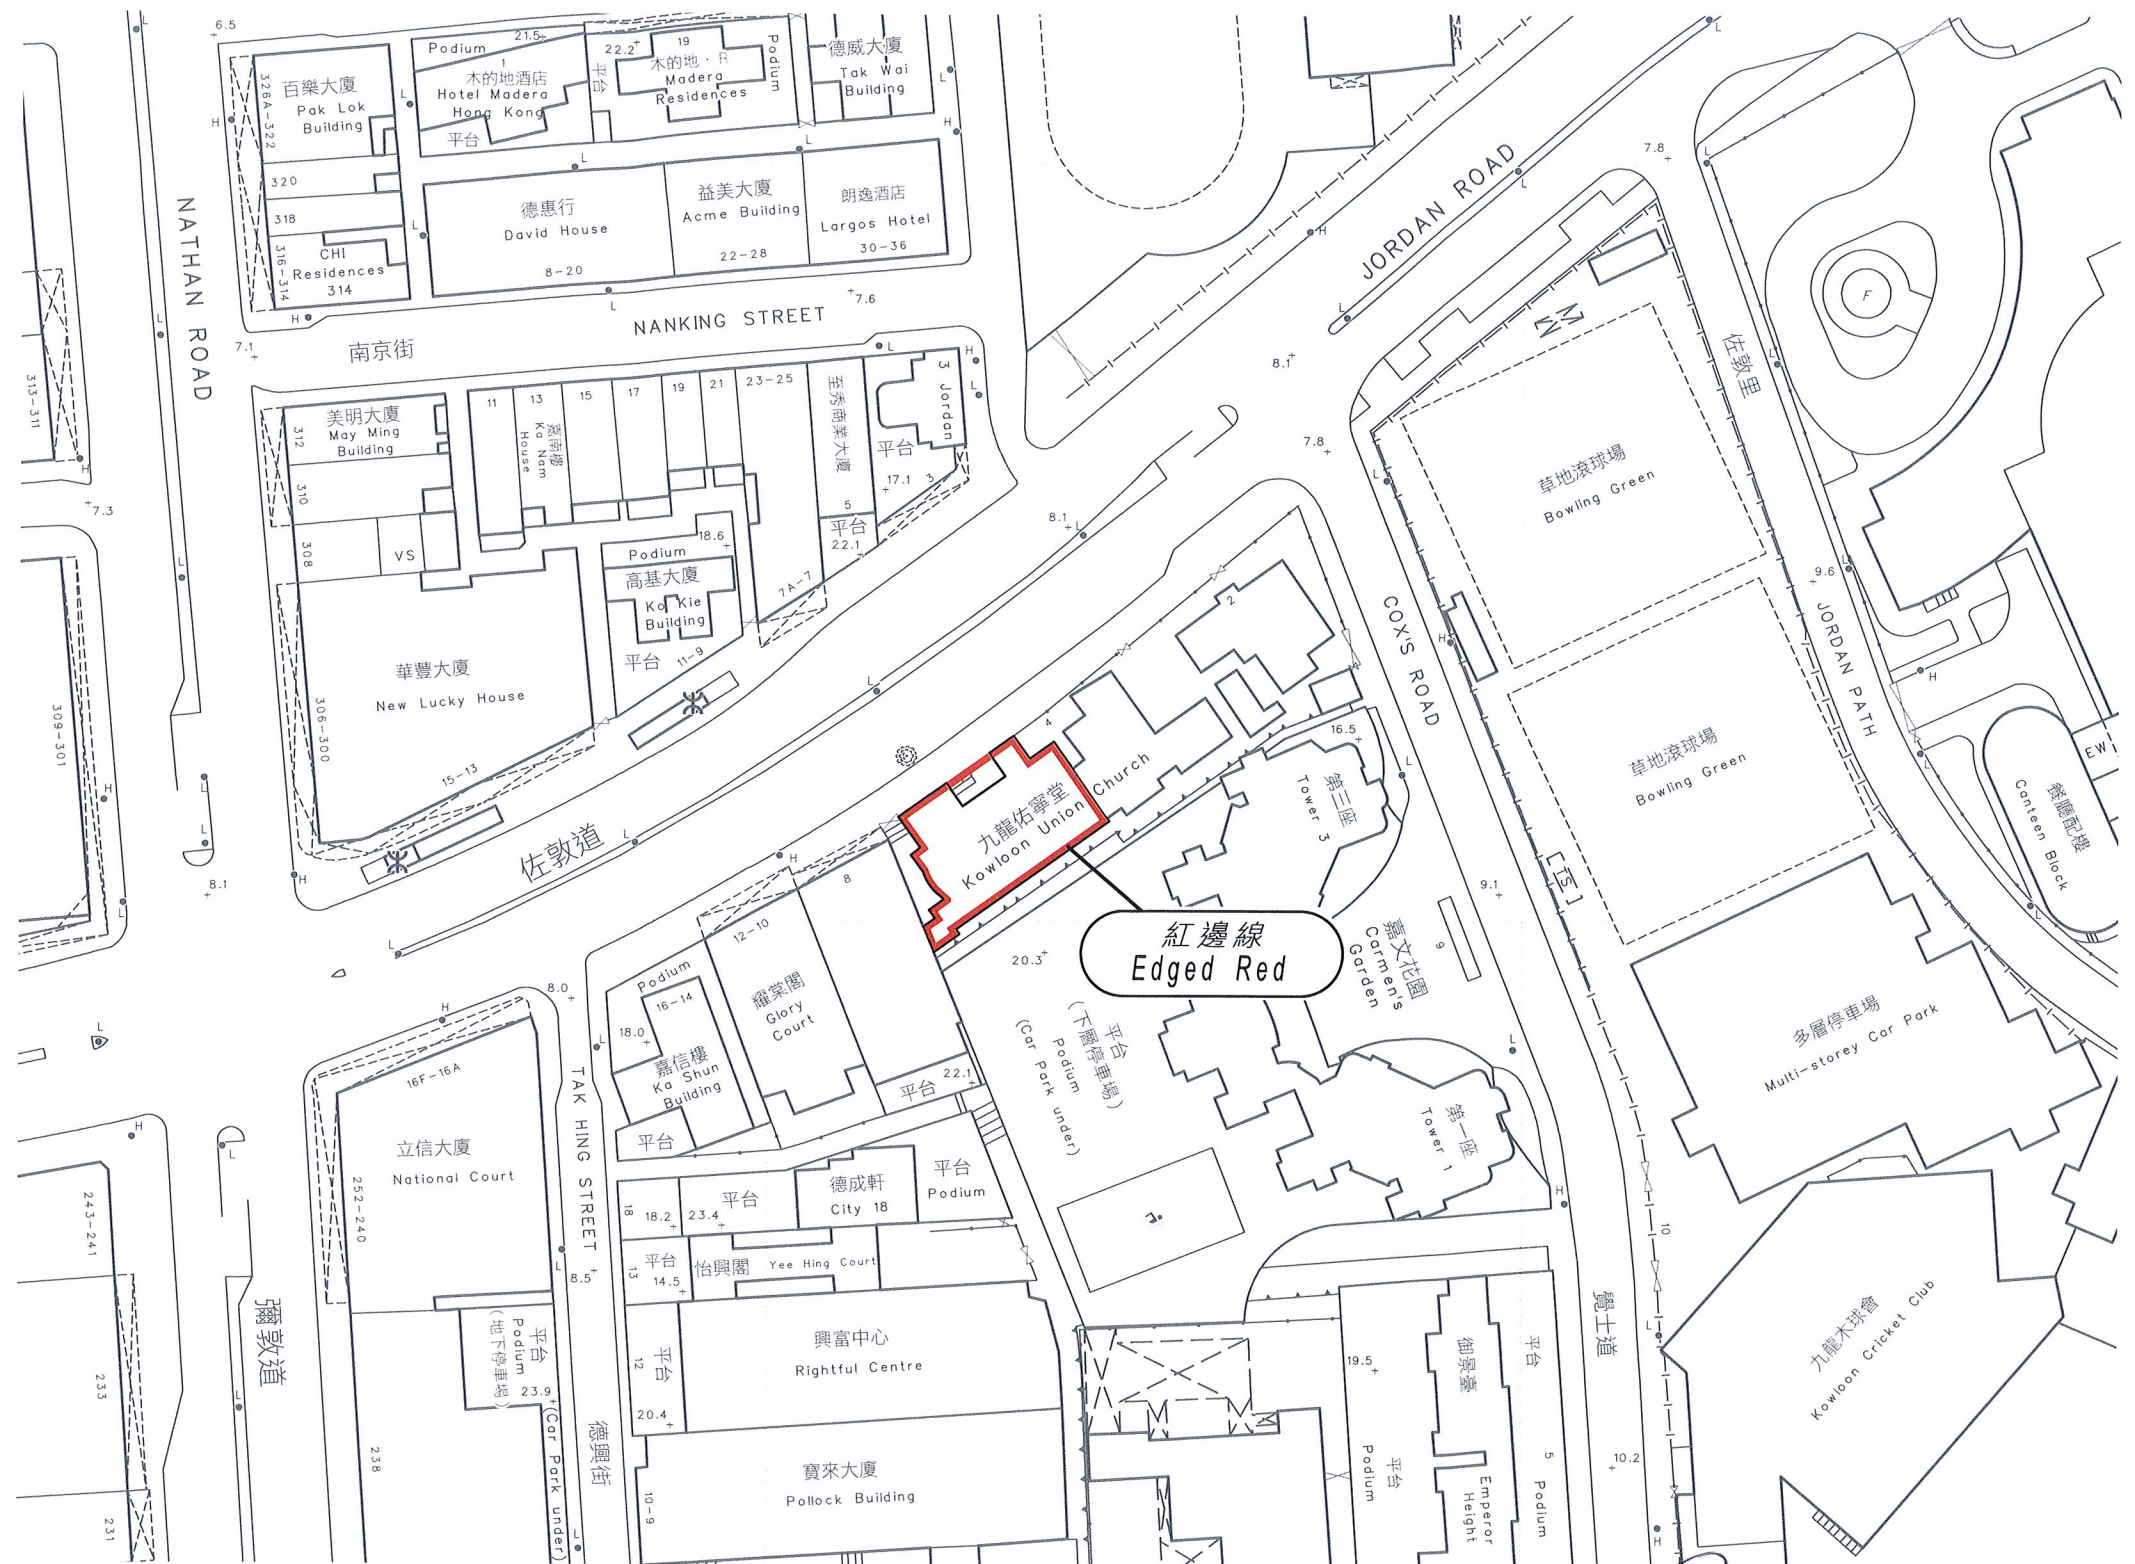 6.5
L
21.5
Podium
1
木的地酒店
Hotel Madera
Hong Kong
平台
22.2
平台
19
木的地．R
Madera
Residences
Podium
德威大廈
Tak Wai
Building
L
H
百樂大廈
Pak Lok
Building
326A-322
320
318
316-314
CHI
Residences
314
H
L
L
L
L
德惠行
David House
8-20
益美大廈
Acme Building
22-28
朗逸酒店
Largos Hotel
30-36
H
L
7.6
NANKING STREET
南京街
7.1
NATHAN ROAD
L
313-311
H
7.3
美明大廈
May Ming
Building
312
310
308
VS
11
13
嘉南樓
Ka Nam
House
15
17
19
21
23-25
至秀商業大廈
5
平台
22.1
3 Jordan
平台
17.1
3
L
H
L
Podium
18.6
高基大廈
Ko Kie
Building
平台
11-9
7A-7
華豐大廈
New Lucky House
306-300
15-13
309-301
L
H
L
L
L
8.1
H
佐敦道
L
L
H
8.1
L
JORDAN ROAD
JORDAN ROAD
L
H
L
L
8.1
7.8
7.8
L
F
佐敦里
L
草地滾球場
Bowling Green
草地滾球場
Bowling Green
9.6
L
JORDAN PATH
H
L
EW
餐廳配樓
Canteen Block
L
COX'S ROAD
L
H
2
4
九龍佑寧堂
Kowloon Union Church
16.5
第三座
Tower 3
L
紅邊線
Edged Red
20.3
嘉文花園
Carmen's
Garden
9
9.1
TS
L
平台
(下層停車場)
Podium
(Car Park under)
第一座
Tower 1
H
多層停車場
Multi-storey Car Park
8
12-10
耀棠閣
Glory
Court
Podium
16-14
18.0
嘉信樓
Ka Shun
Building
平台
平台
22.1
8.0
L
H
16F-16A
立信大廈
National Court
252-240
TAK HING STREET
L
L
8.5
18
18.2
23.4
平台
德成軒
City 18
平台
Podium
13
平台
14.5
怡興閣
Yee Hing Court
興富中心
Rightful Centre
12
平台
20.4
寶來大廈
Pollock Building
10-9
德興街
L
平台
Podium
(地下停車場)
23.9
(Car Park under)
238
彌敦道
L
H
L
L
243-241
233
231
19.5
平台
Podium
御景臺
Emperor
Height
平台
5
Podium
覺士道
10
L
10.2
H
九龍木球會
Kowloon Cricket Club